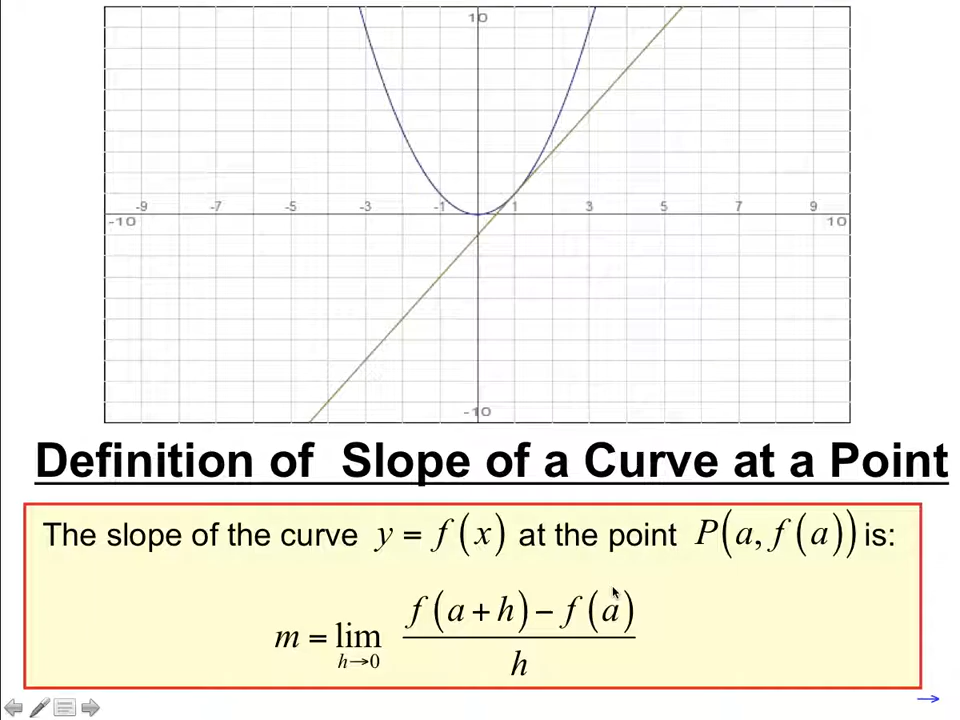 10
-9 -7 -5 -3 -1 1 3 5 7 9
-10 10
-10
Definition of Slope of a Curve at a Point
The slope of the curve y = f(x) at the point P(a, f(a)) is:
m = lim h→0 f(a+h) − f(a) / h